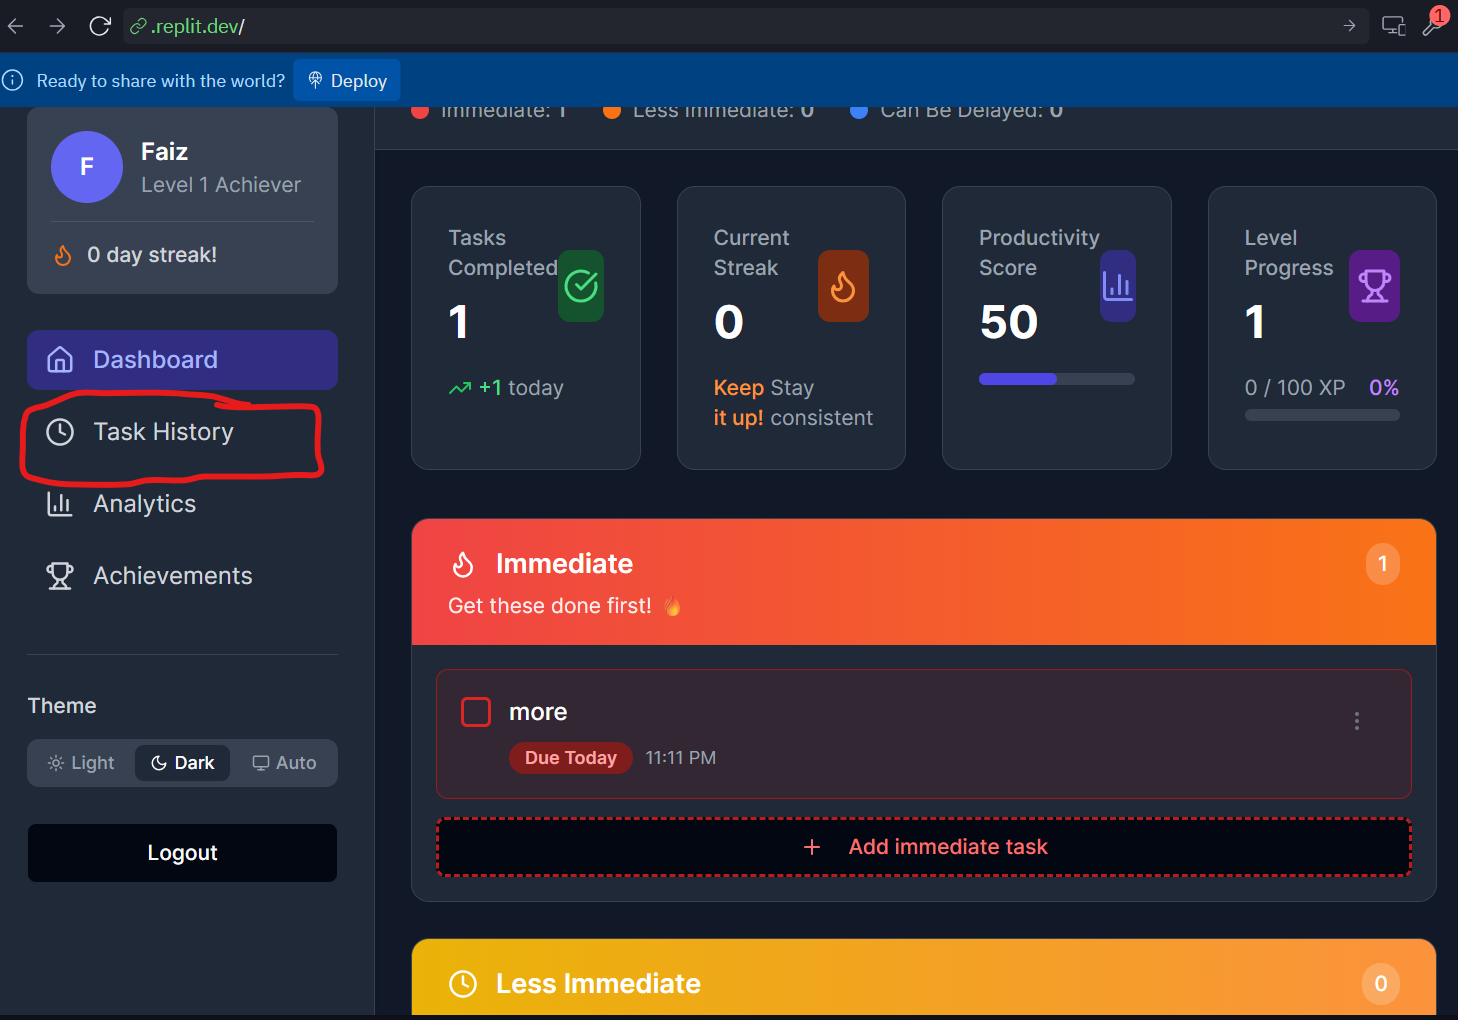 .replit.dev/
1
Ready to share with the world? Deploy
Immediate: 1 Less Immediate: 0 Can Be Delayed: 0
F
Faiz
Level 1 Achiever
0 day streak!
Dashboard
Task History
Analytics
Achievements
Theme
Light Dark Auto
Logout
Tasks
Completed
1
+1 today
Current
Streak
0
Keep Stay
it up! consistent
Productivity
Score
50
Level
Progress
1
0 / 100 XP 0%
Immediate
1
Get these done first! 🔥
more
Due Today 11:11 PM
+ Add immediate task
Less Immediate
0